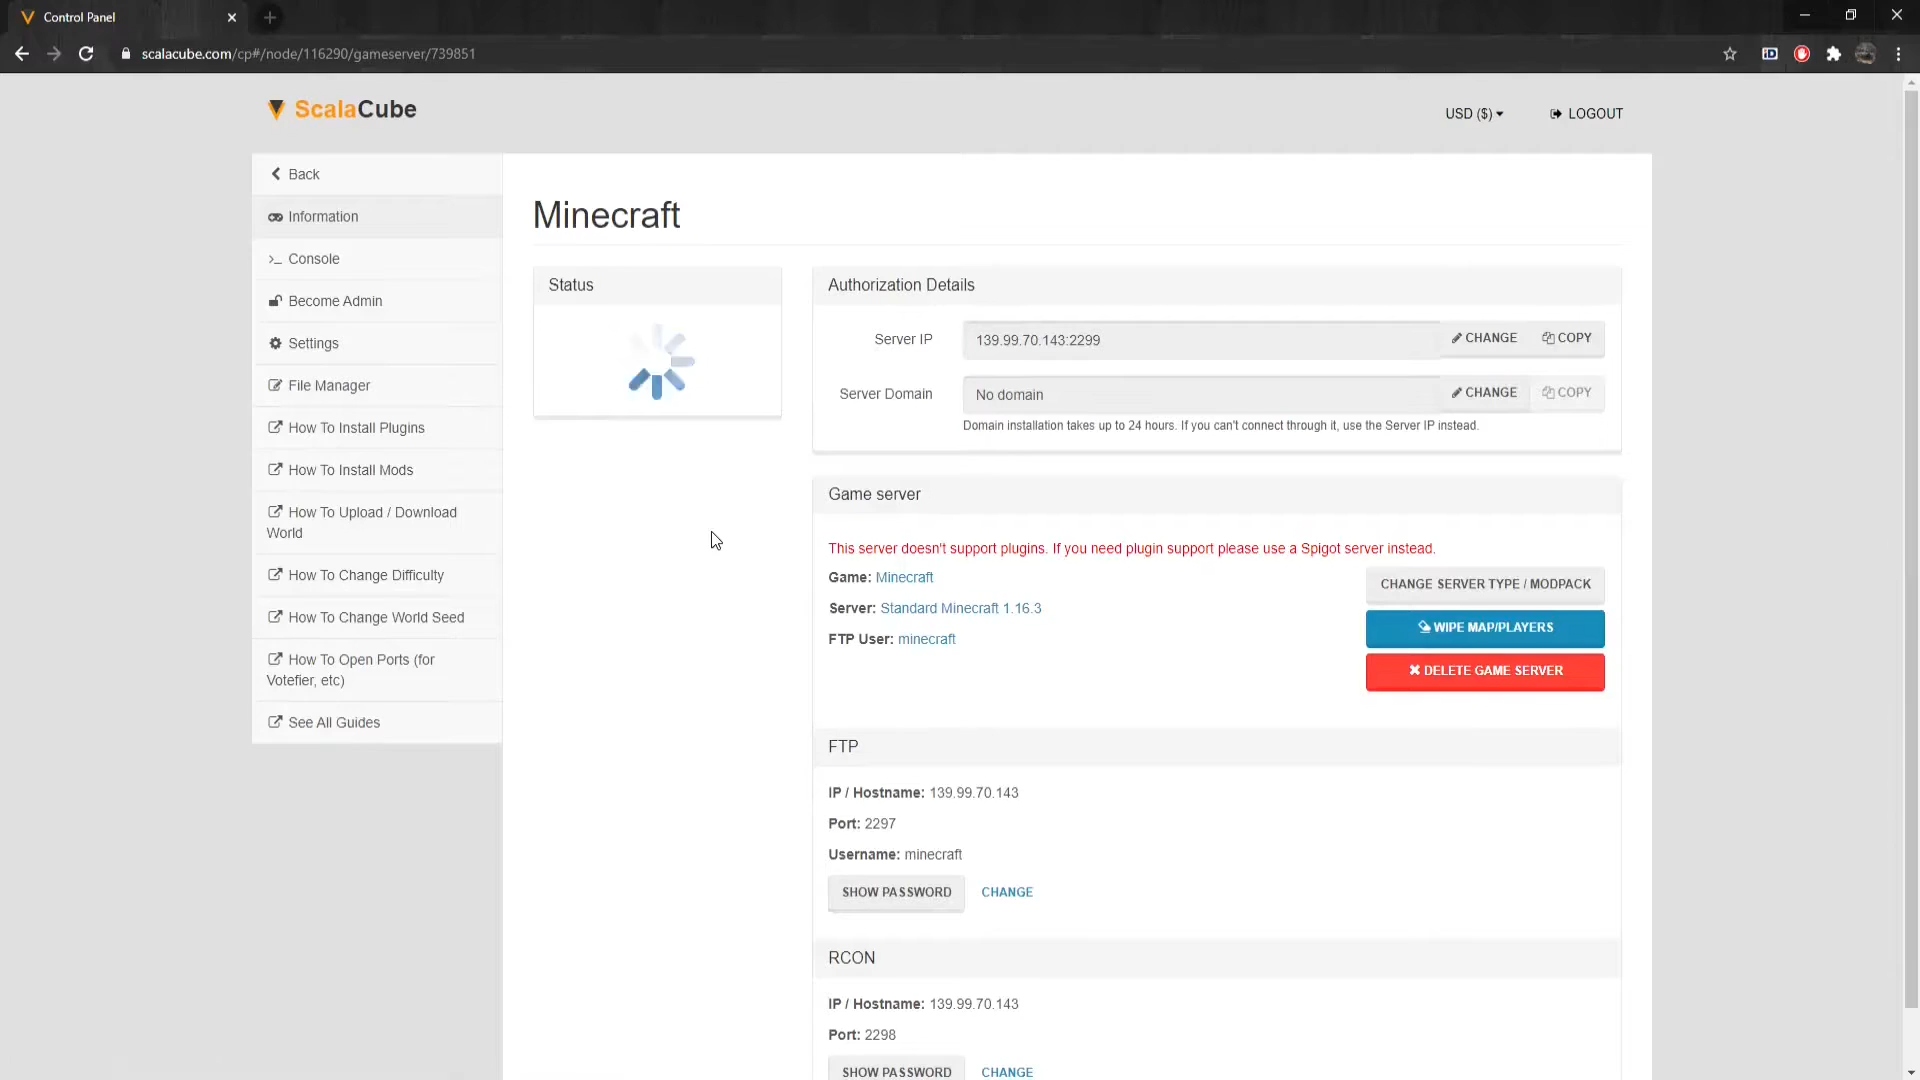 Control Panel
scalacube.com/cp#/node/116290/gameserver/739851
ScalaCube
USD ($)
LOGOUT
Back
Information
Console
Become Admin
Settings
File Manager
How To Install Plugins
How To Install Mods
How To Upload / Download
World
How To Change Difficulty
How To Change World Seed
How To Open Ports (for
Votefier, etc)
See All Guides
Minecraft
Status
Authorization Details
Server IP 139.99.70.143:2299 CHANGE COPY
Server Domain No domain CHANGE COPY
Domain installation takes up to 24 hours. If you can't connect through it, use the Server IP instead.
Game server
This server doesn't support plugins. If you need plugin support please use a Spigot server instead.
Game: Minecraft
Server: Standard Minecraft 1.16.3
FTP User: minecraft
CHANGE SERVER TYPE / MODPACK
WIPE MAP/PLAYERS
DELETE GAME SERVER
FTP
IP / Hostname: 139.99.70.143
Port: 2297
Username: minecraft
SHOW PASSWORD CHANGE
RCON
IP / Hostname: 139.99.70.143
Port: 2298
SHOW PASSWORD CHANGE